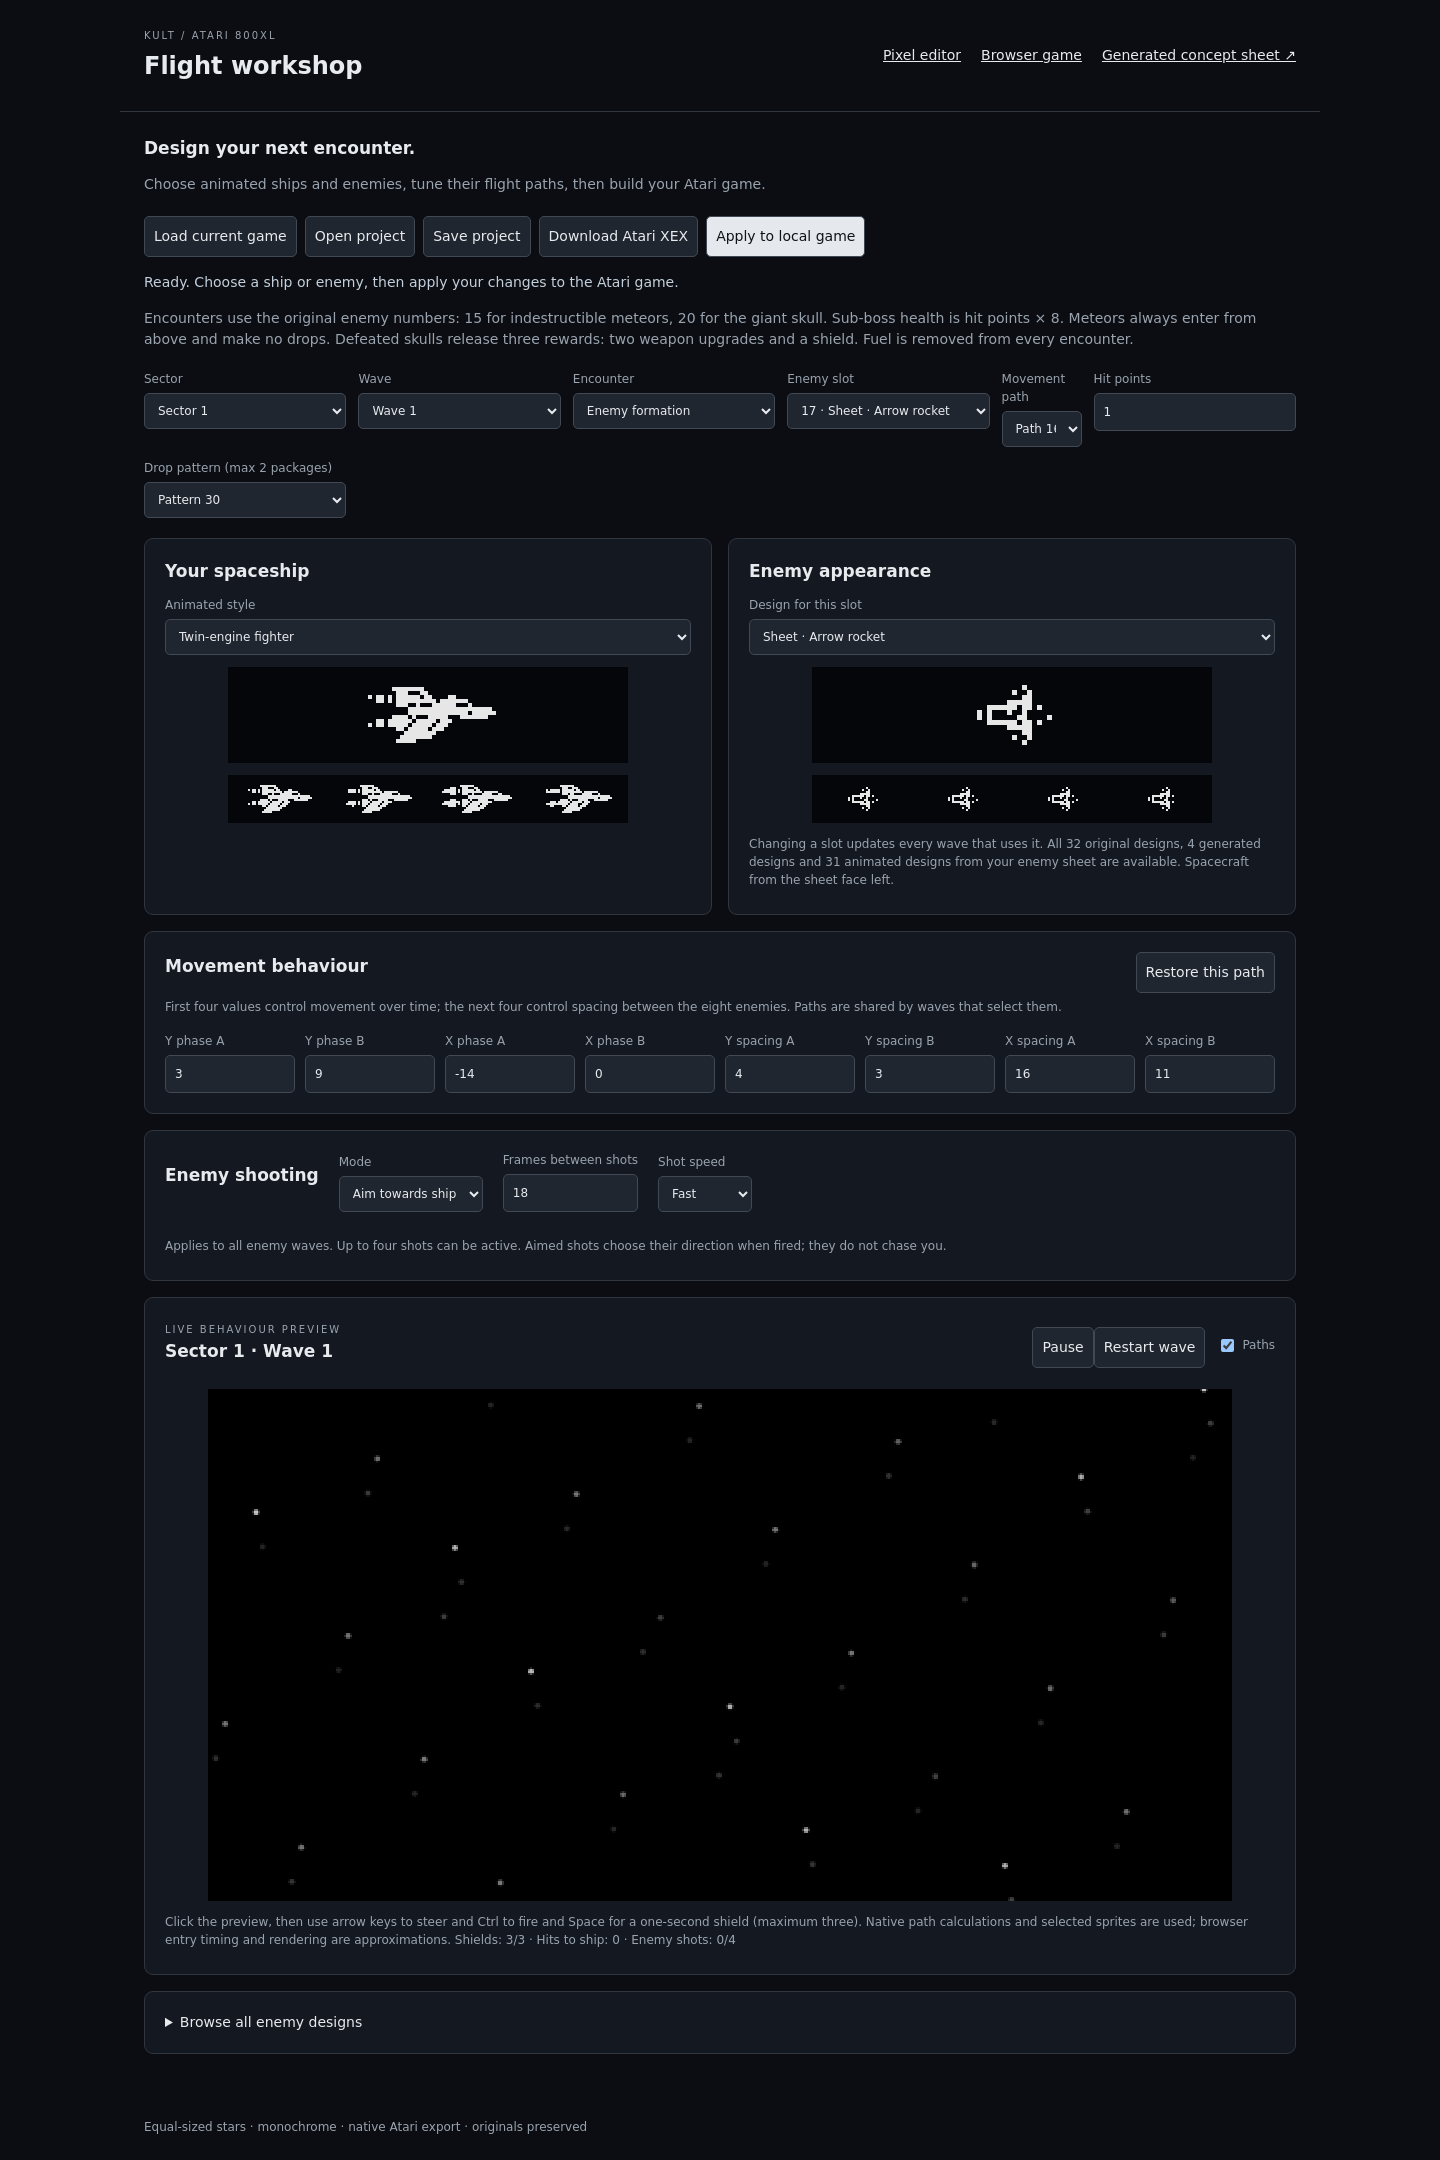 KULT / ATARI 800XL
Flight workshop
Pixel editor Browser game Generated concept sheet ↗
Design your next encounter.
Choose animated ships and enemies, tune their flight paths, then build your Atari game.
Load current game Open project Save project Download Atari XEX Apply to local game
Ready. Choose a ship or enemy, then apply your changes to the Atari game.
Encounters use the original enemy numbers: 15 for indestructible meteors, 20 for the giant skull. Sub-boss health is hit points × 8. Meteors always enter from
above and make no drops. Defeated skulls release three rewards: two weapon upgrades and a shield. Fuel is removed from every encounter.
Sector Wave Encounter Enemy slot Movement path Hit points
Sector 1 Wave 1 Enemy formation 17 · Sheet · Arrow rocket Path 16 1
Drop pattern (max 2 packages)
Pattern 30
Your spaceship
Animated style
Twin-engine fighter
Enemy appearance
Design for this slot
Sheet · Arrow rocket
Changing a slot updates every wave that uses it. All 32 original designs, 4 generated
designs and 31 animated designs from your enemy sheet are available. Spacecraft
from the sheet face left.
Movement behaviour
Restore this path
First four values control movement over time; the next four control spacing between the eight enemies. Paths are shared by waves that select them.
Y phase A Y phase B X phase A X phase B Y spacing A Y spacing B X spacing A X spacing B
3 9 -14 0 4 3 16 11
Enemy shooting
Mode Frames between shots Shot speed
Aim towards ship 18 Fast
Applies to all enemy waves. Up to four shots can be active. Aimed shots choose their direction when fired; they do not chase you.
LIVE BEHAVIOUR PREVIEW
Sector 1 · Wave 1
Pause Restart wave Paths
Click the preview, then use arrow keys to steer and Ctrl to fire and Space for a one-second shield (maximum three). Native path calculations and selected sprites are used; browser
entry timing and rendering are approximations. Shields: 3/3 · Hits to ship: 0 · Enemy shots: 0/4
Browse all enemy designs
Equal-sized stars · monochrome · native Atari export · originals preserved